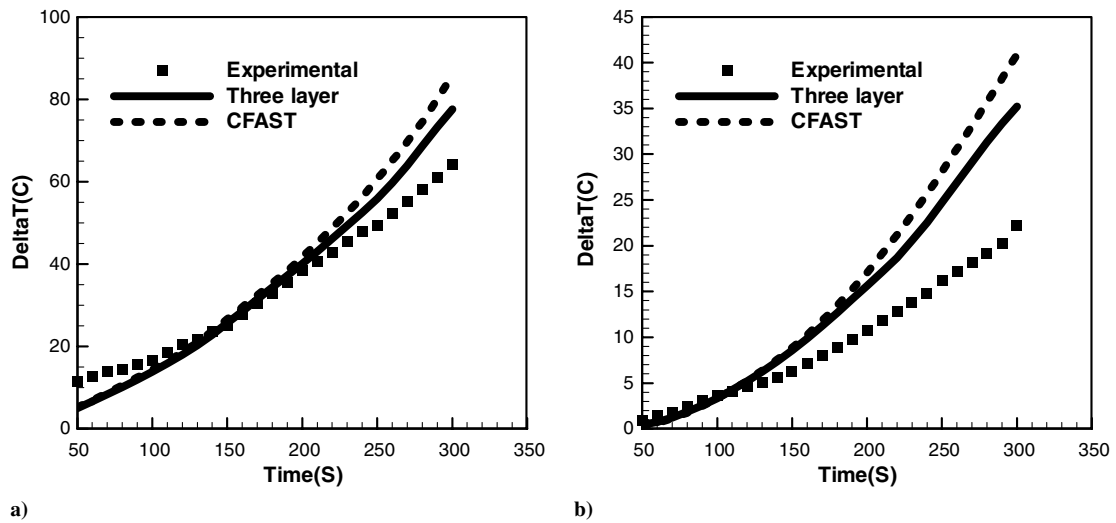 100
80
60
40
20
0
DeltaT(C)
Experimental
Three layer
CFAST
50 100 150 200 250 300 350
Time(S)
a)
45
40
35
30
25
20
15
10
5
0
DeltaT(C)
Experimental
Three layer
CFAST
50 100 150 200 250 300 350
Time(S)
b)